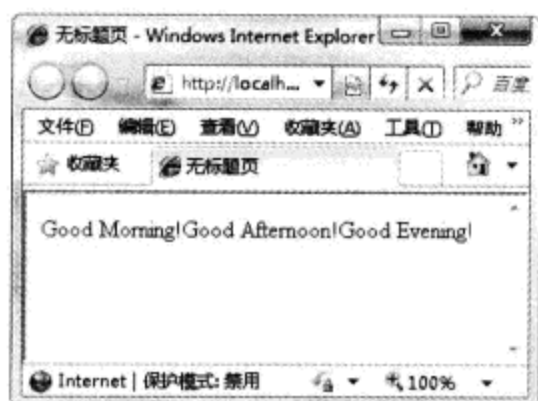 无标题页 - Windows Internet Explorer
http://localh...
百度
文件(F) 编辑(E) 查看(V) 收藏夹(A) 工具(T) 帮助 »
收藏夹 无标题页
Good Morning!Good Afternoon!Good Evening!
Internet | 保护模式: 禁用 100%